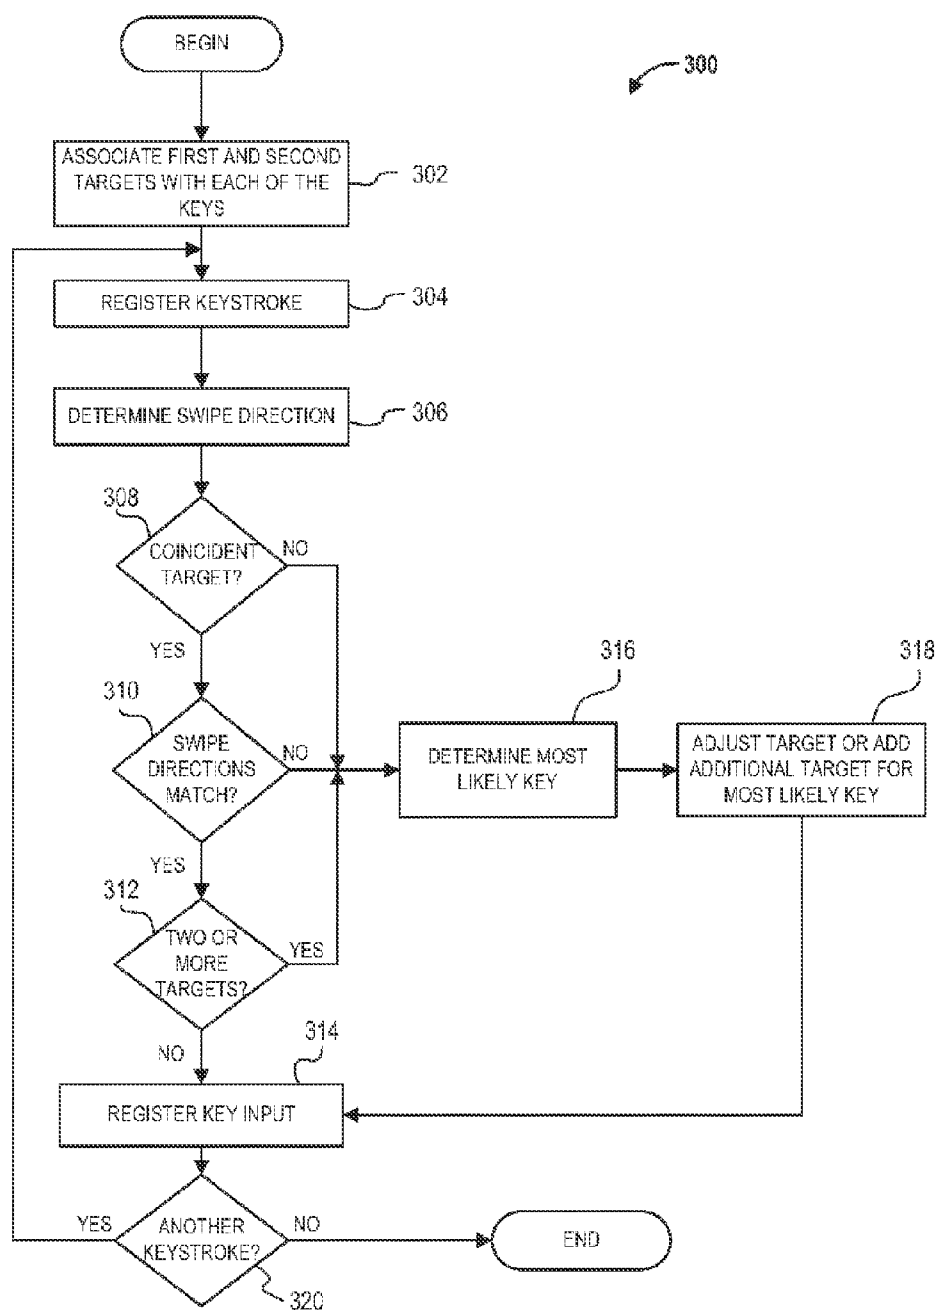 BEGIN
300
ASSOCIATE FIRST AND SECOND
TARGETS WITH EACH OF THE
KEYS
302
REGISTER KEYSTROKE
304
DETERMINE SWIPE DIRECTION
306
308
COINCIDENT
TARGET?
NO
YES
310
SWIPE
DIRECTIONS
MATCH?
NO
YES
316
DETERMINE MOST
LIKELY KEY
318
ADJUST TARGET OR ADD
ADDITIONAL TARGET FOR
MOST LIKELY KEY
312
TWO OR
MORE
TARGETS?
YES
NO
314
REGISTER KEY INPUT
YES
ANOTHER
KEYSTROKE?
NO
320
END